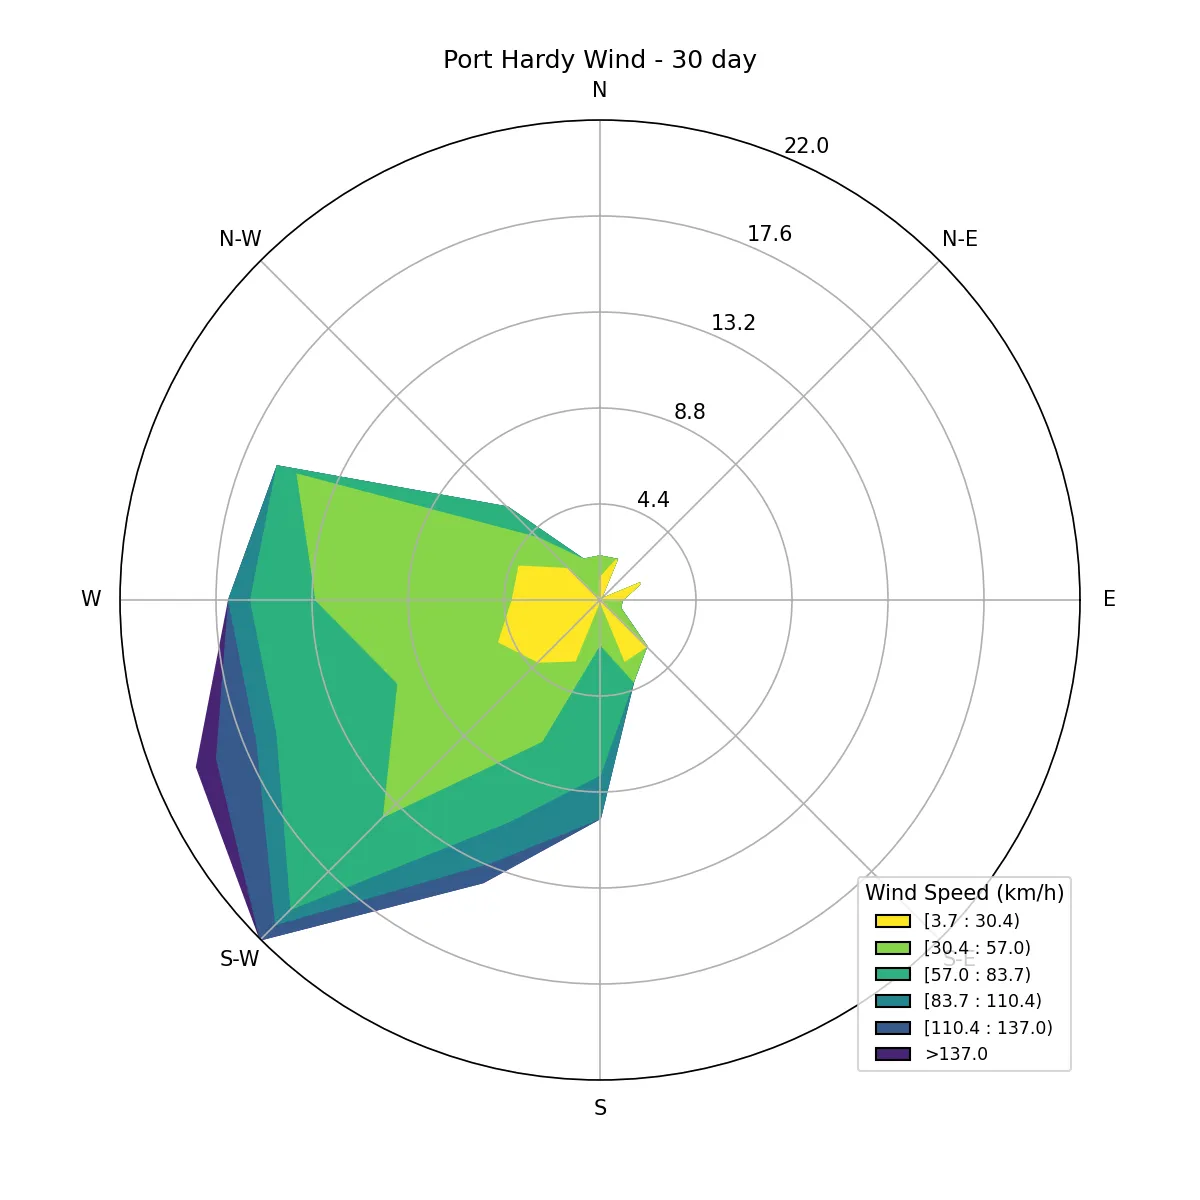 Port Hardy Wind - 30 day
N
22.0
17.6
N-W
N-E
13.2
8.8
4.4
W
E
Wind Speed (km/h)
[3.7 : 30.4)
[30.4 : 57.0)
S-W
S-E
[57.0 : 83.7)
[83.7 : 110.4)
[110.4 : 137.0)
>137.0
S